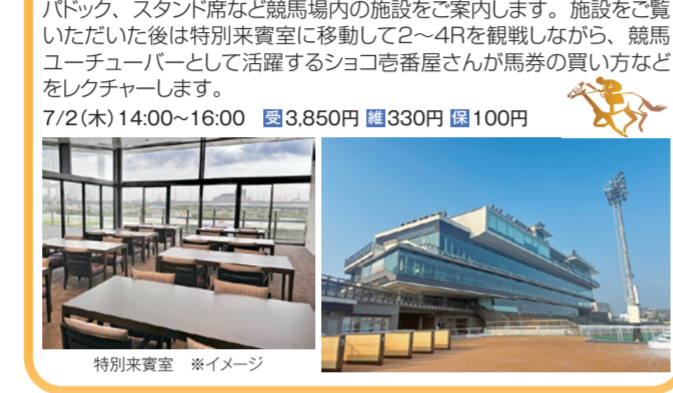 パドック、スタンド席など競馬場内の施設をご案内します。施設をご覧
いただいた後は特別来賓室に移動して2〜4Rを観戦しながら、競馬
ユーチューバーとして活躍するショコ壱番屋さんが馬券の買い方など
をレクチャーします。
7/2(木)14:00〜16:00 受3,850円 維330円 保100円
特別来賓室 ※イメージ